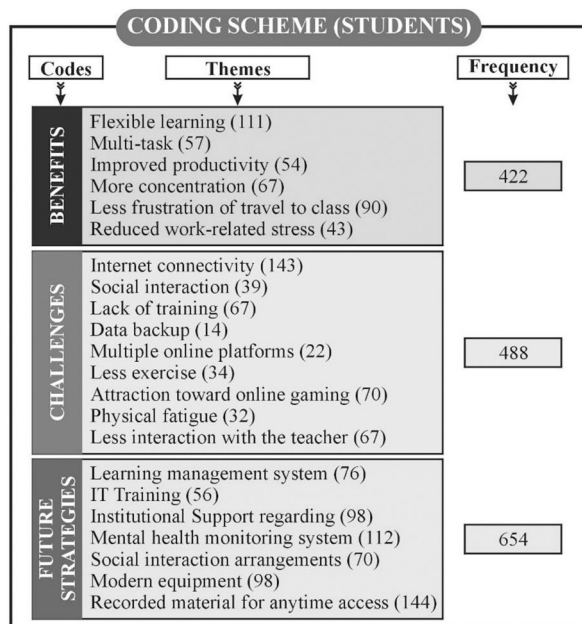 CODING SCHEME (STUDENTS)
Codes Themes Frequency
BENEFITS
Flexible learning (111)
Multi-task (57)
Improved productivity (54)
More concentration (67)
Less frustration of travel to class (90)
Reduced work-related stress (43)
422
CHALLENGES
Internet connectivity (143)
Social interaction (39)
Lack of training (67)
Data backup (14)
Multiple online platforms (22)
Less exercise (34)
Attraction toward online gaming (70)
Physical fatigue (32)
Less interaction with the teacher (67)
488
FUTURE
STRATEGIES
Learning management system (76)
IT Training (56)
Institutional Support regarding (98)
Mental health monitoring system (112)
Social interaction arrangements (70)
Modern equipment (98)
Recorded material for anytime access (144)
654